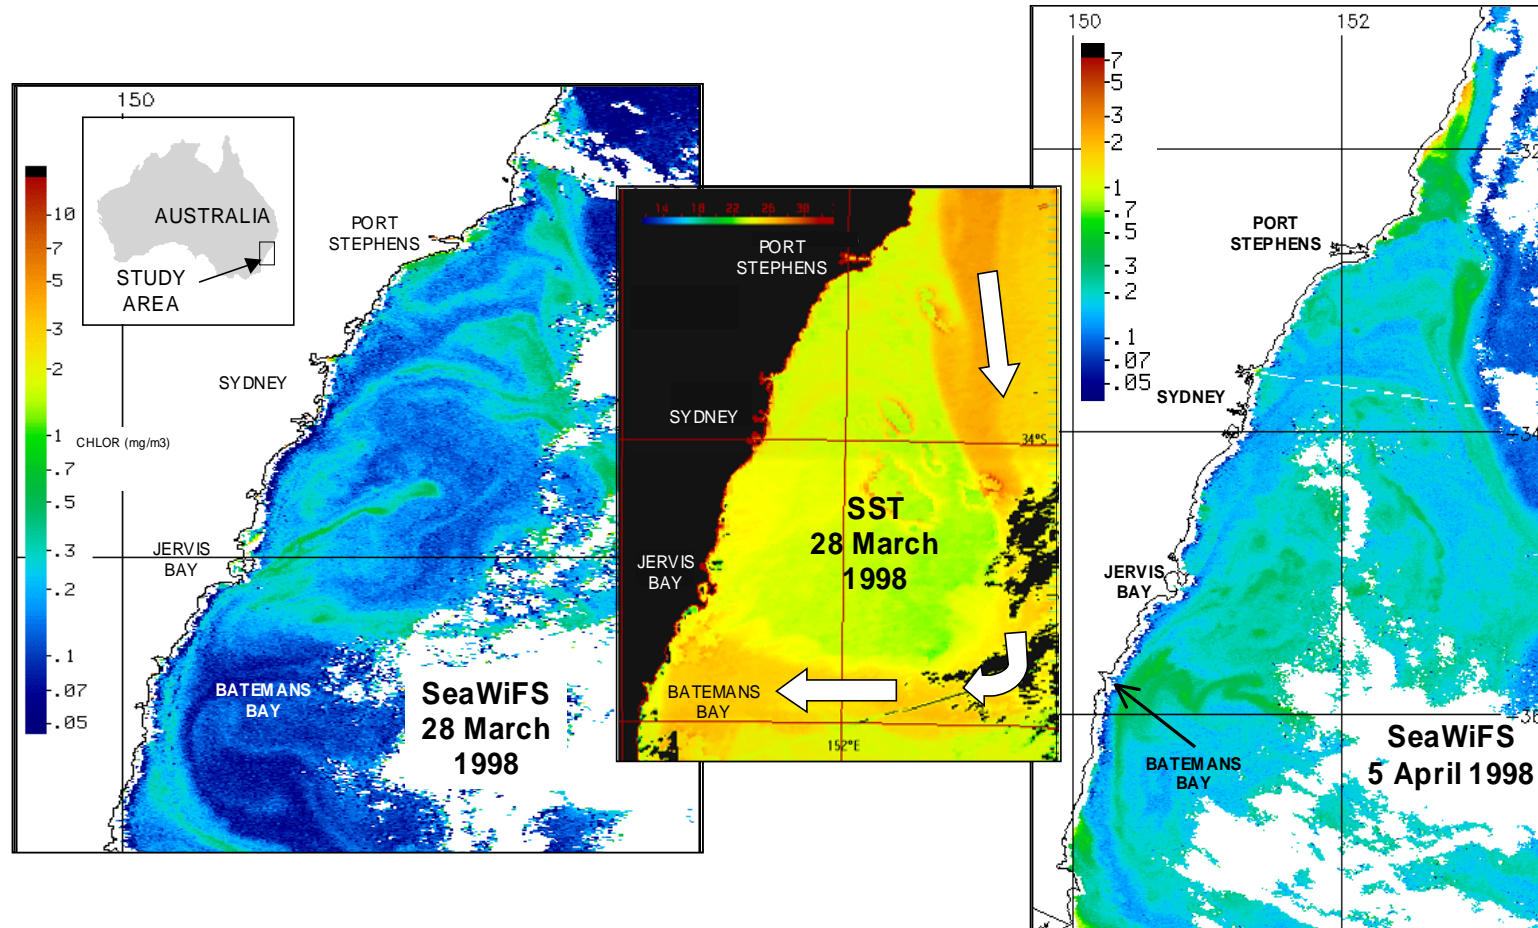 150
AUSTRALIA
STUDY
AREA
10
7
5
3
2
1
.7
.5
.3
.2
.1
.07
.05
CHLOR (mg/m3)
PORT
STEPHENS
SYDNEY
JERVIS
BAY
BATEMANS
BAY
SeaWiFS
28 March
1998
14 18 22 26 30
PORT
STEPHENS
SYDNEY
34°S
SST
28 March
1998
JERVIS
BAY
BATEMANS
BAY
152°E
150 152
7
5
3
2
1
.7
.5
.3
.2
.1
.07
.05
32
PORT
STEPHENS
SYDNEY
34
JERVIS
BAY
36
BATEMANS
BAY
SeaWiFS
5 April 1998